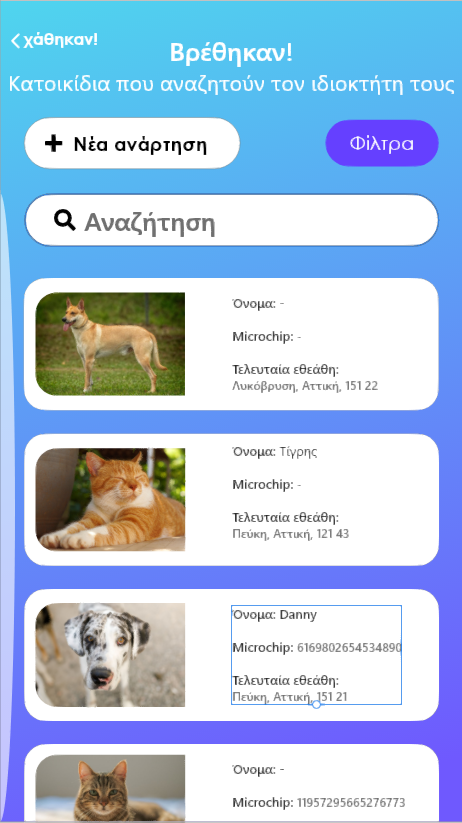 χάθηκαν!
Βρέθηκαν!
Κατοικίδια που αναζητούν τον ιδιοκτήτη τους
Νέα ανάρτηση
Φίλτρα
Αναζήτηση
Όνομα: -
Microchip: -
Τελευταία εθεάθη:
Λυκόβρυση, Αττική, 151 22
Όνομα: Τίγρης
Microchip: -
Τελευταία εθεάθη:
Πεύκη, Αττική, 121 43
Όνομα: Danny
Microchip: 6169802654534890
Τελευταία εθεάθη:
Πεύκη, Αττική, 151 21
Όνομα: -
Microchip: 11957295665276773